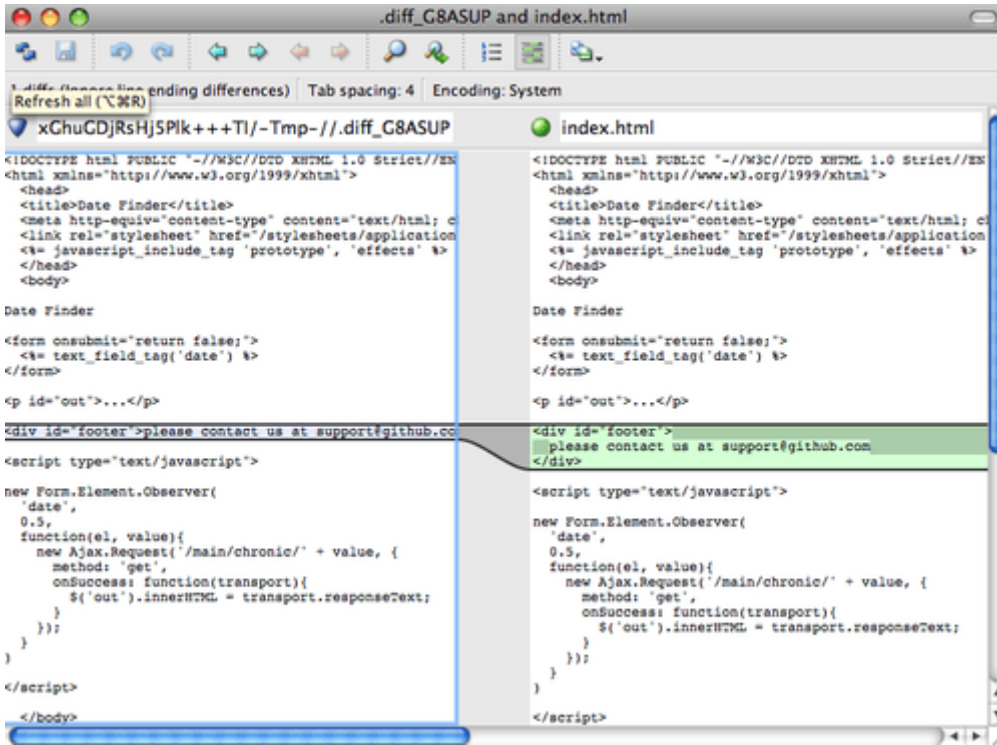 .diff_G8ASUP and index.html
1 diffs (Ignore line ending differences) Tab spacing: 4 Encoding: System
Refresh all (⌥⌘R)
xGhuGDjRsHj5Plk+++TI/-Tmp-//.diff_G8ASUP
<!DOCTYPE html PUBLIC "-//W3C//DTD XHTML 1.0 Strict//EN
<html xmlns="http://www.w3.org/1999/xhtml">
<head>
<title>Date Finder</title>
<meta http-equiv="content-type" content="text/html; c
<link rel="stylesheet" href="/stylesheets/application
<%= javascript_include_tag 'prototype', 'effects' %>
</head>
<body>
Date Finder
<form onsubmit="return false;">
<%= text_field_tag('date') %>
</form>
<p id="out">...</p>
<div id="footer">please contact us at support@github.co
<script type="text/javascript">
new Form.Element.Observer(
'date',
0.5,
function(el, value){
new Ajax.Request('/main/chronic/' + value, {
method: 'get',
onSuccess: function(transport){
$('out').innerHTML = transport.responseText;
}
});
}
)
</script>
</body>
index.html
<!DOCTYPE html PUBLIC "-//W3C//DTD XHTML 1.0 Strict//EN
<html xmlns="http://www.w3.org/1999/xhtml">
<head>
<title>Date Finder</title>
<meta http-equiv="content-type" content="text/html; c
<link rel="stylesheet" href="/stylesheets/application
<%= javascript_include_tag 'prototype', 'effects' %>
</head>
<body>
Date Finder
<form onsubmit="return false;">
<%= text_field_tag('date') %>
</form>
<p id="out">...</p>
<div id="footer">
please contact us at support@github.com
</div>
<script type="text/javascript">
new Form.Element.Observer(
'date',
0.5,
function(el, value){
new Ajax.Request('/main/chronic/' + value, {
method: 'get',
onSuccess: function(transport){
$('out').innerHTML = transport.responseText;
}
});
}
)
</script>